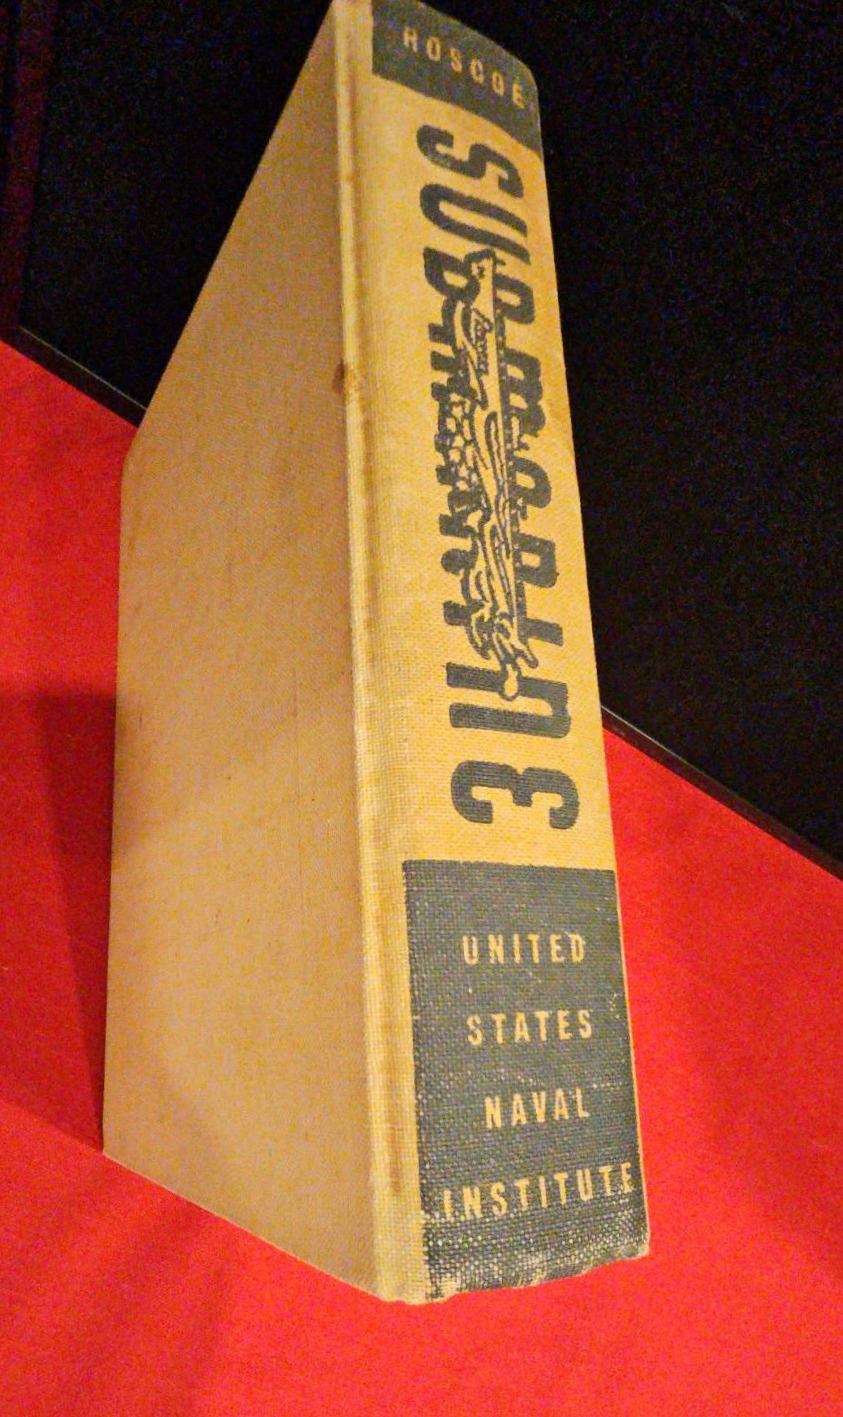 ROSCOE
SUBMARINE
UNITED
STATES
NAVAL
INSTITUTE